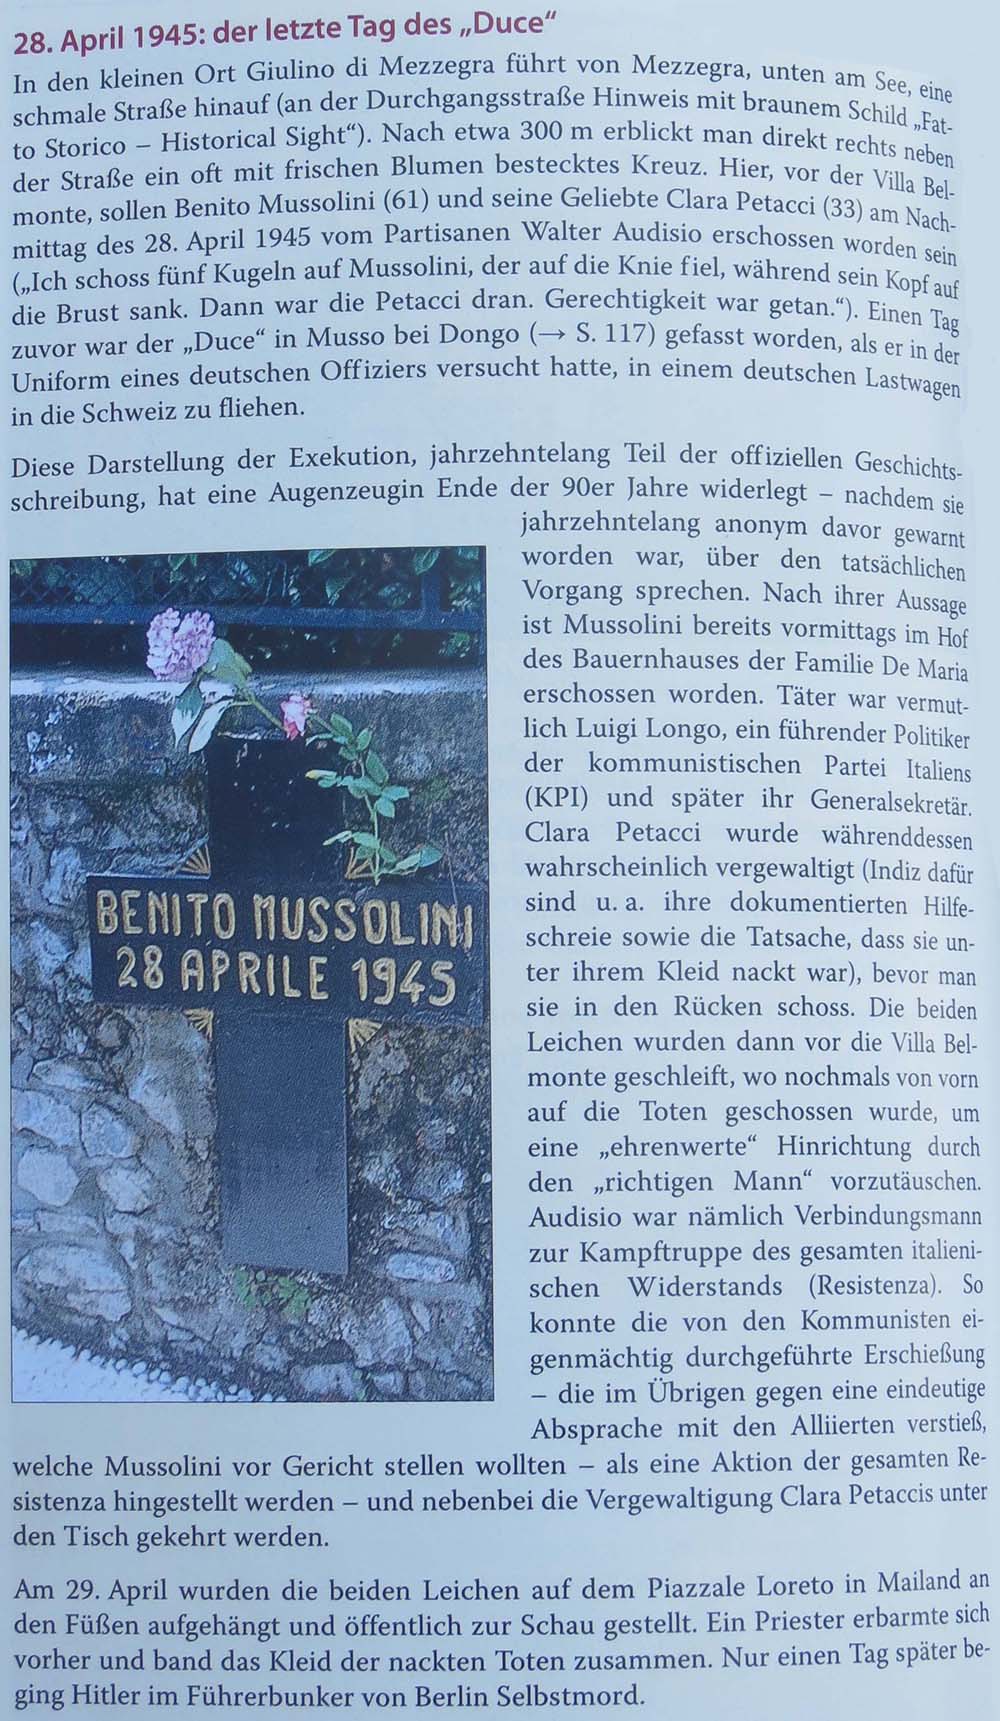 28. April 1945: der letzte Tag des „Duce“
In den kleinen Ort Giulino di Mezzegra führt von Mezzegra, unten am See, eine
schmale Straße hinauf (an der Durchgangsstraße Hinweis mit braunem Schild „Fat-
to Storico – Historical Sight“). Nach etwa 300 m erblickt man direkt rechts neben
der Straße ein oft mit frischen Blumen bestecktes Kreuz. Hier, vor der Villa Bel-
monte, sollen Benito Mussolini (61) und seine Geliebte Clara Petacci (33) am Nach-
mittag des 28. April 1945 vom Partisanen Walter Audisio erschossen worden sein
(„Ich schoss fünf Kugeln auf Mussolini, der auf die Knie fiel, während sein Kopf auf
die Brust sank. Dann war die Petacci dran. Gerechtigkeit war getan.“). Einen Tag
zuvor war der „Duce“ in Musso bei Dongo (→ S. 117) gefasst worden, als er in der
Uniform eines deutschen Offiziers versucht hatte, in einem deutschen Lastwagen
in die Schweiz zu fliehen.
Diese Darstellung der Exekution, jahrzehntelang Teil der offiziellen Geschichts-
schreibung, hat eine Augenzeugin Ende der 90er Jahre widerlegt – nachdem sie
jahrzehntelang anonym davor gewarnt
worden war, über den tatsächlichen
Vorgang sprechen. Nach ihrer Aussage
ist Mussolini bereits vormittags im Hof
des Bauernhauses der Familie De Maria
erschossen worden. Täter war vermut-
lich Luigi Longo, ein führender Politiker
der kommunistischen Partei Italiens
(KPI) und später ihr Generalsekretär.
Clara Petacci wurde währenddessen
wahrscheinlich vergewaltigt (Indiz dafür
sind u. a. ihre dokumentierten Hilfe-
schreie sowie die Tatsache, dass sie un-
ter ihrem Kleid nackt war), bevor man
sie in den Rücken schoss. Die beiden
Leichen wurden dann vor die Villa Bel-
monte geschleift, wo nochmals von vorn
auf die Toten geschossen wurde, um
eine „ehrenwerte“ Hinrichtung durch
den „richtigen Mann“ vorzutäuschen.
Audisio war nämlich Verbindungsmann
zur Kampftruppe des gesamten italieni-
schen Widerstands (Resistenza). So
konnte die von den Kommunisten ei-
genmächtig durchgeführte Erschießung
– die im Übrigen gegen eine eindeutige
Absprache mit den Alliierten verstieß,
welche Mussolini vor Gericht stellen wollten – als eine Aktion der gesamten Re-
sistenza hingestellt werden – und nebenbei die Vergewaltigung Clara Petaccis unter
den Tisch gekehrt werden.
Am 29. April wurden die beiden Leichen auf dem Piazzale Loreto in Mailand an
den Füßen aufgehängt und öffentlich zur Schau gestellt. Ein Priester erbarmte sich
vorher und band das Kleid der nackten Toten zusammen. Nur einen Tag später be-
ging Hitler im Führerbunker von Berlin Selbstmord.
BENITO MUSSOLINI
28 APRILE 1945